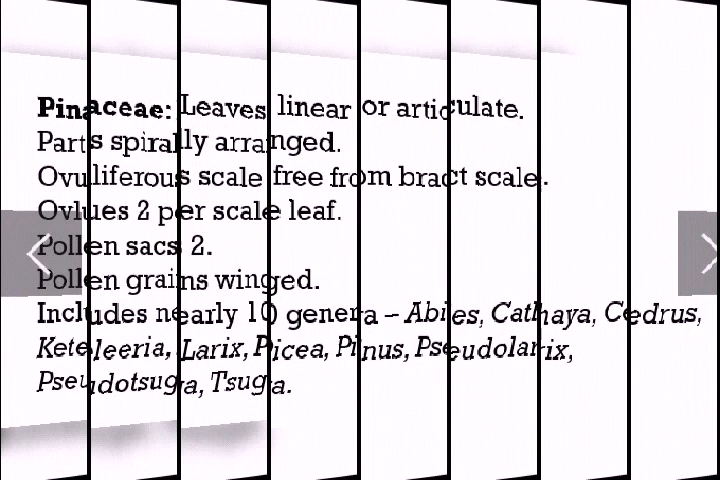 Pinaceae: Leaves linear or articulate.
Parts spirally arranged.
Ovuliferous scale free from bract scale.
Ovlues 2 per scale leaf.
Pollen sacs 2.
Pollen grains winged.
Includes nearly 10 genera – Abies, Cathaya, Cedrus,
Keteleeria, Larix, Picea, Pinus, Pseudolarix,
Pseudotsuga, Tsuga.